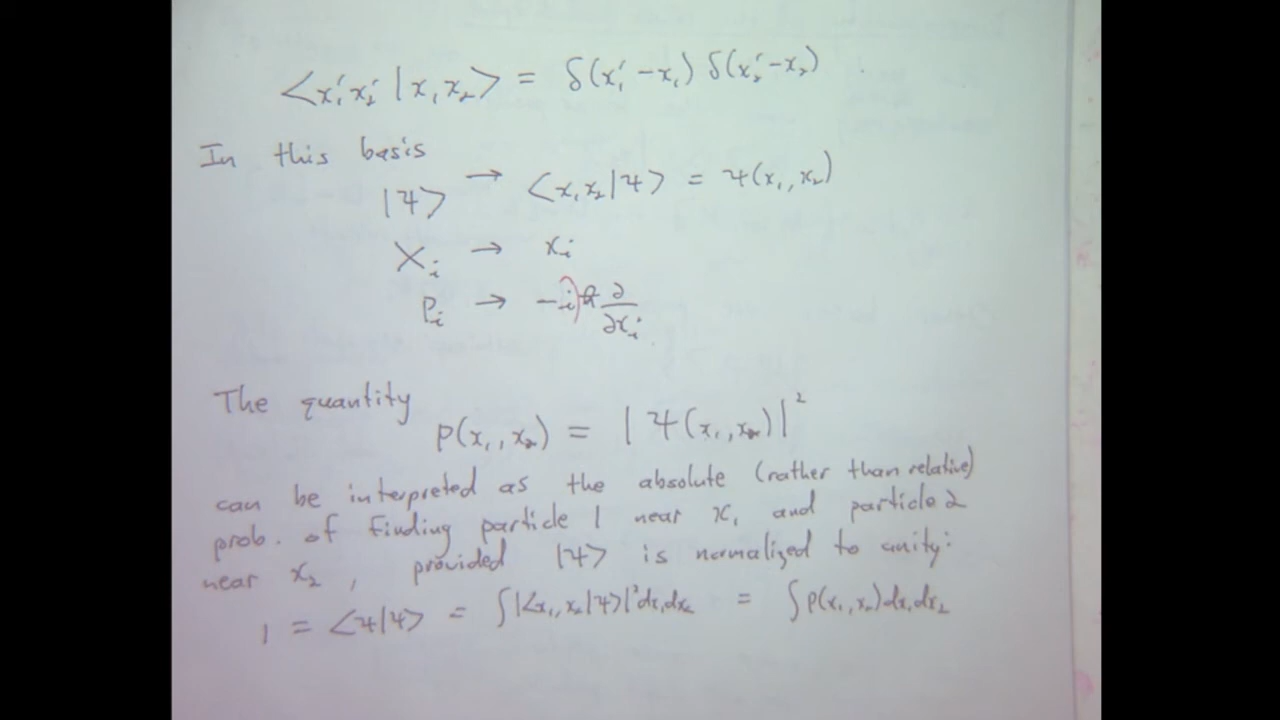 <x₁'x₂'|x₁x₂> = δ(x₁'-x₁) δ(x₂'-x₂)
In this basis
|Ψ> → <x₁x₂|Ψ> = Ψ(x₁,x₂)
Xᵢ → xᵢ
Pᵢ → -iℏ ∂/∂xᵢ
The quantity
P(x₁,x₂) = |Ψ(x₁,x₂)|²
can be interpreted as the absolute (rather than relative)
prob. of finding particle 1 near x₁ and particle 2
near x₂, provided |Ψ> is normalized to unity:
1 = <Ψ|Ψ> = ∫|<x₁,x₂|Ψ>|²dx₁dx₂ = ∫P(x₁,x₂)dx₁dx₂